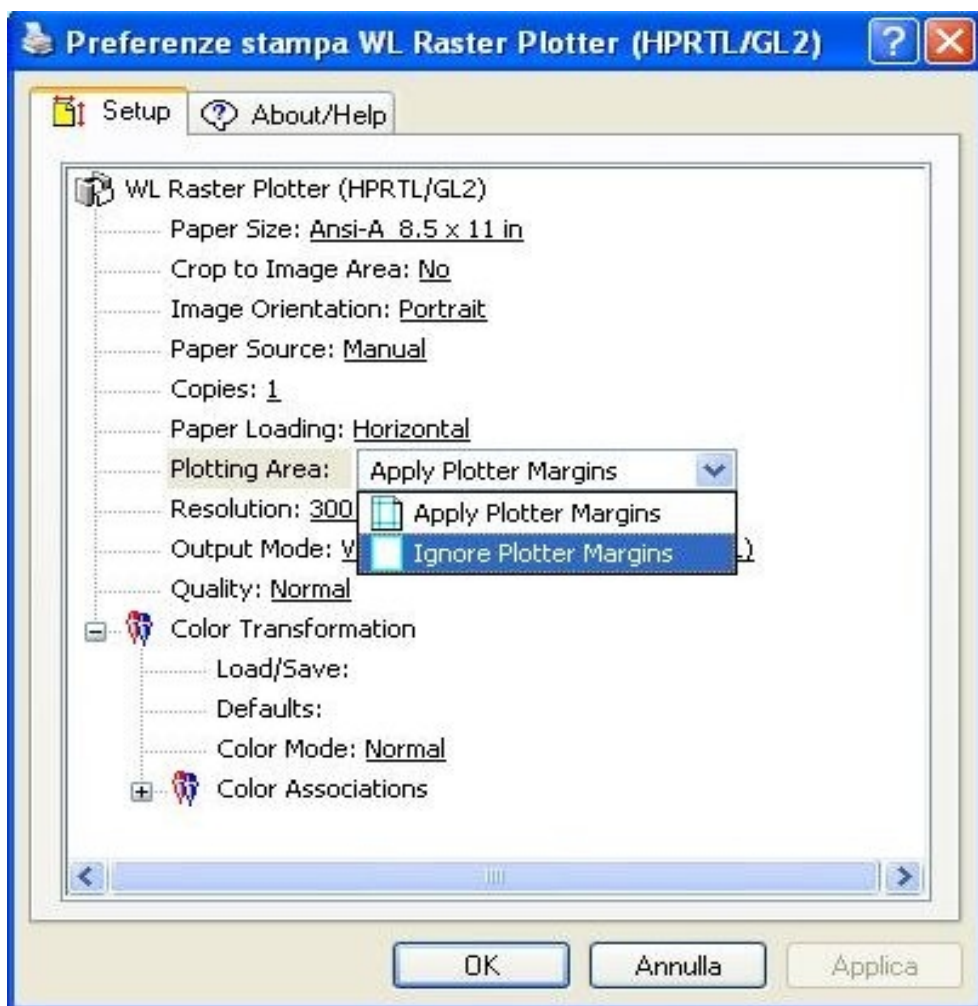 Preferenze stampa WL Raster Plotter (HPRTL/GL2)
Setup
About/Help
WL Raster Plotter (HPRTL/GL2)
Paper Size: Ansi-A 8.5 x 11 in
Crop to Image Area: No
Image Orientation: Portrait
Paper Source: Manual
Copies: 1
Paper Loading: Horizontal
Plotting Area: Apply Plotter Margins
Resolution: 300
Apply Plotter Margins
Output Mode:
Ignore Plotter Margins
Quality: Normal
Color Transformation
Load/Save:
Defaults:
Color Mode: Normal
Color Associations
OK
Annulla
Applica